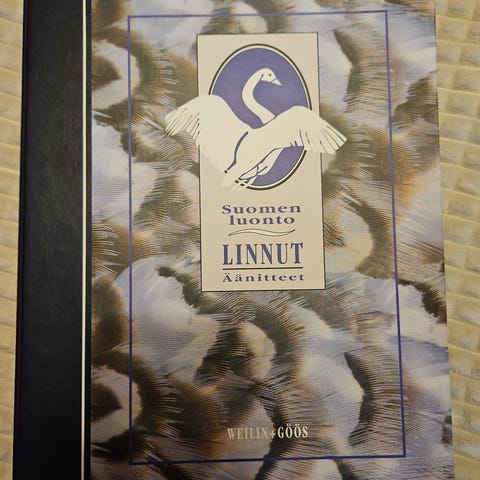 Suomen
luonto
LINNUT
Äänitteet
WEILIN+GÖÖS